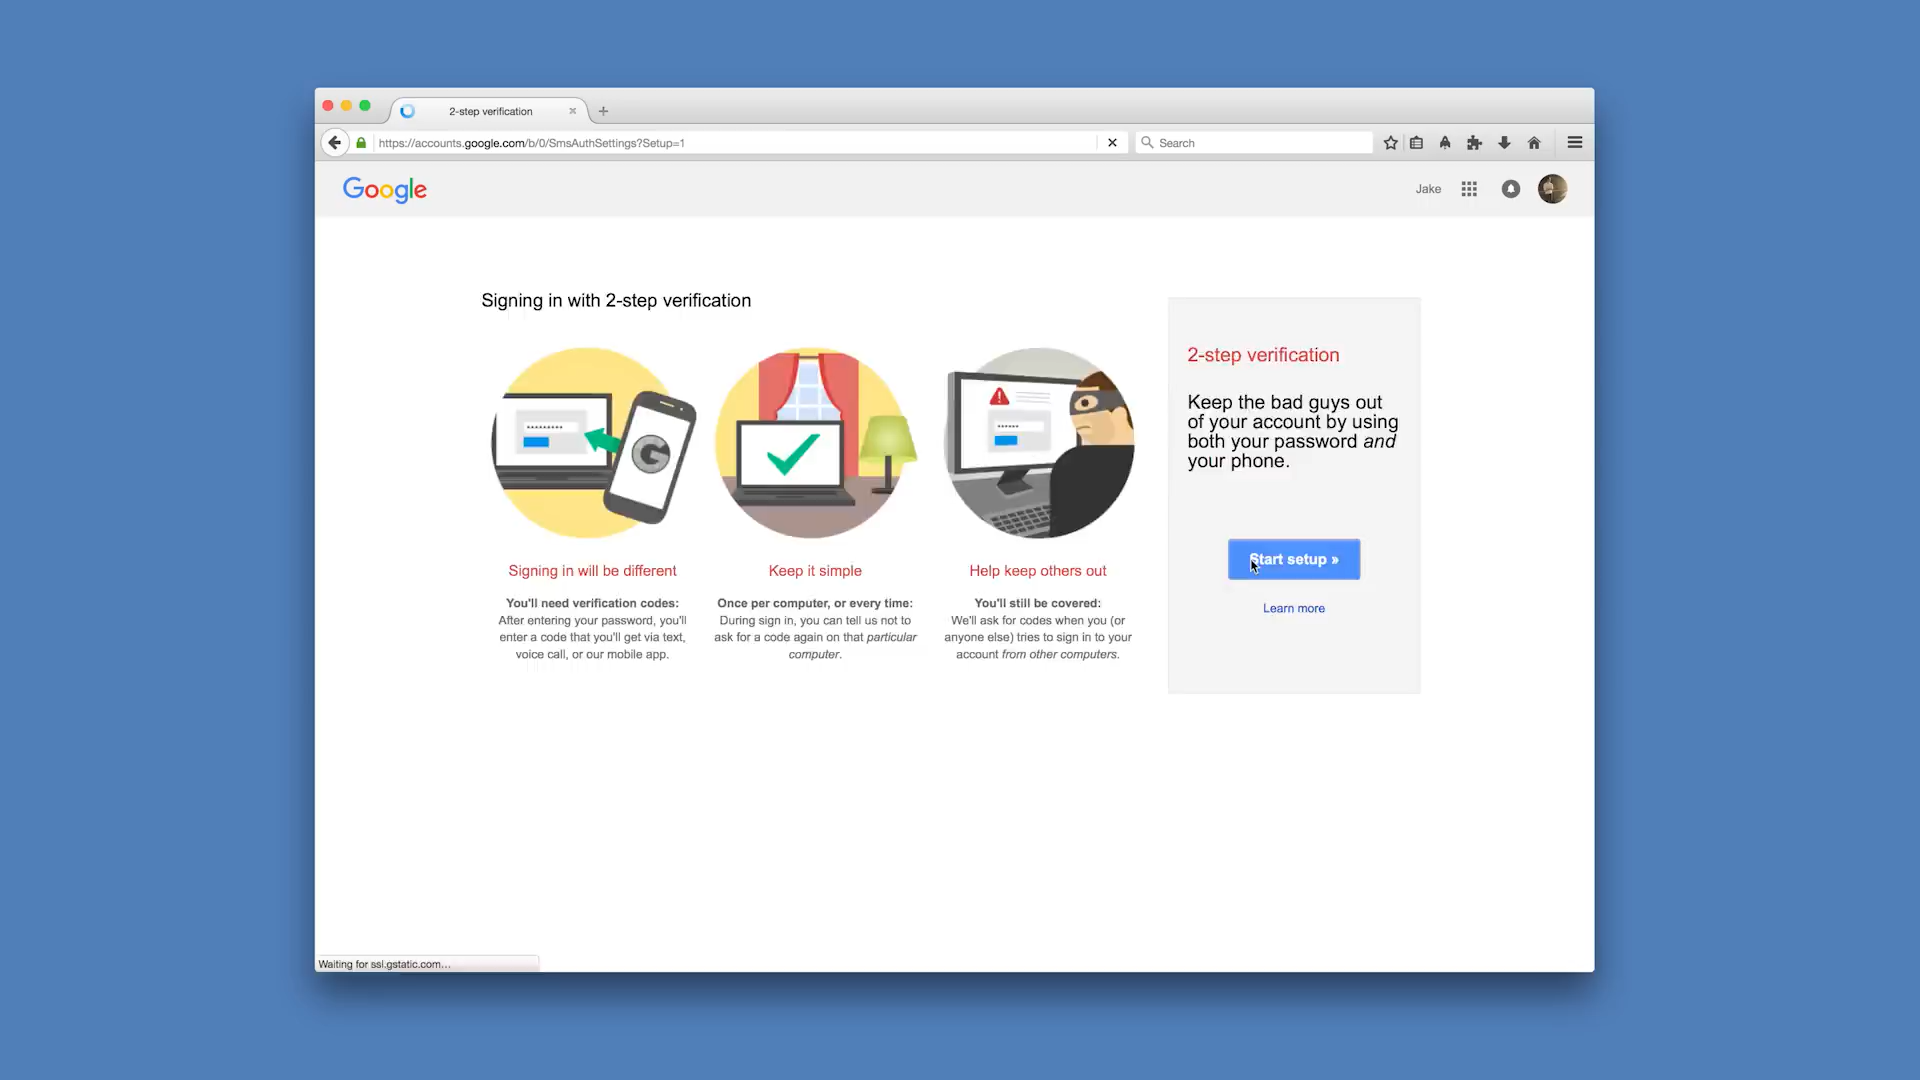 2-step verification
https://accounts.google.com/b/0/SmsAuthSettings?Setup=1
Search
Google
Jake
Signing in with 2-step verification
G
Signing in will be different
You'll need verification codes:
After entering your password, you'll
enter a code that you'll get via text,
voice call, or our mobile app.
Keep it simple
Once per computer, or every time:
During sign in, you can tell us not to
ask for a code again on that particular
computer.
Help keep others out
You'll still be covered:
We'll ask for codes when you (or
anyone else) tries to sign in to your
account from other computers.
2-step verification
Keep the bad guys out
of your account by using
both your password and
your phone.
Start setup »
Learn more
Waiting for ssl.gstatic.com...